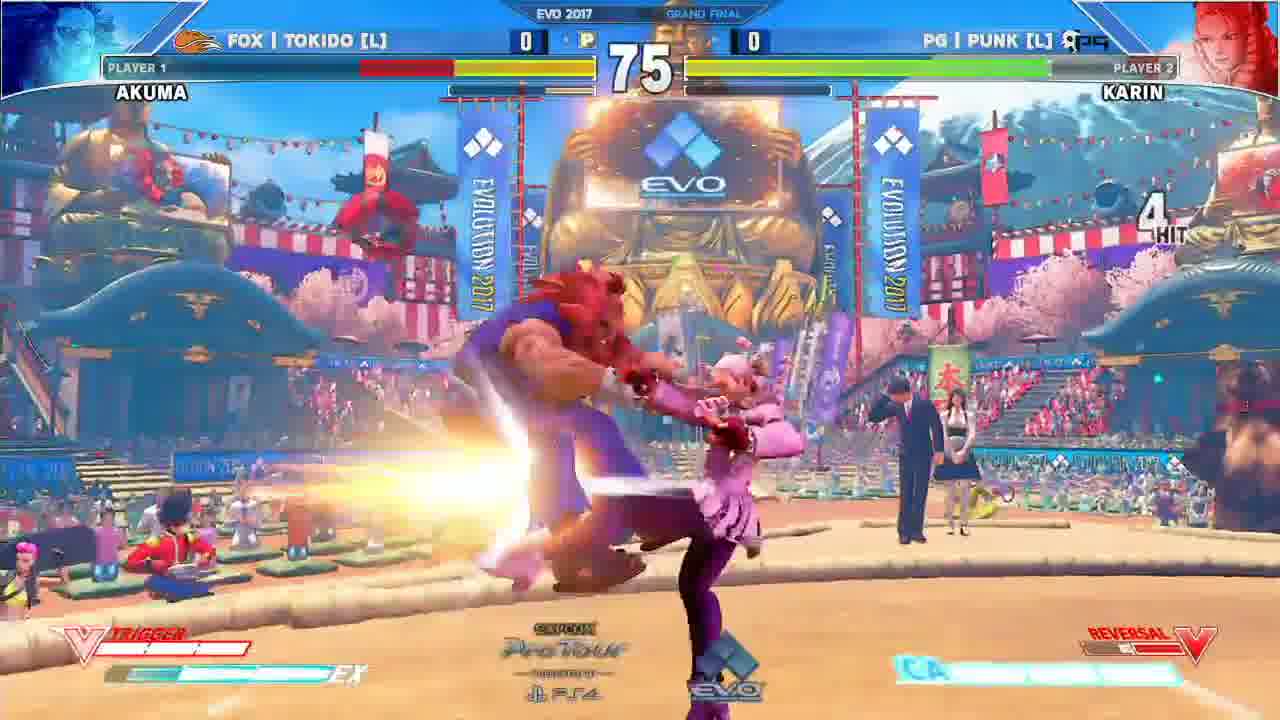 EVO 2017 GRAND FINAL
FOX | TOKIDO [L] 0 P 75 0 PG | PUNK [L]
PLAYER 1 PLAYER 2
AKUMA KARIN
EVO
EVOLUTION 2017
EVOLUTION 2017
4 HIT
本
TRIGGER
EX
REVERSAL
CA
CAPCOM
Pro Tour
PS4
EVO